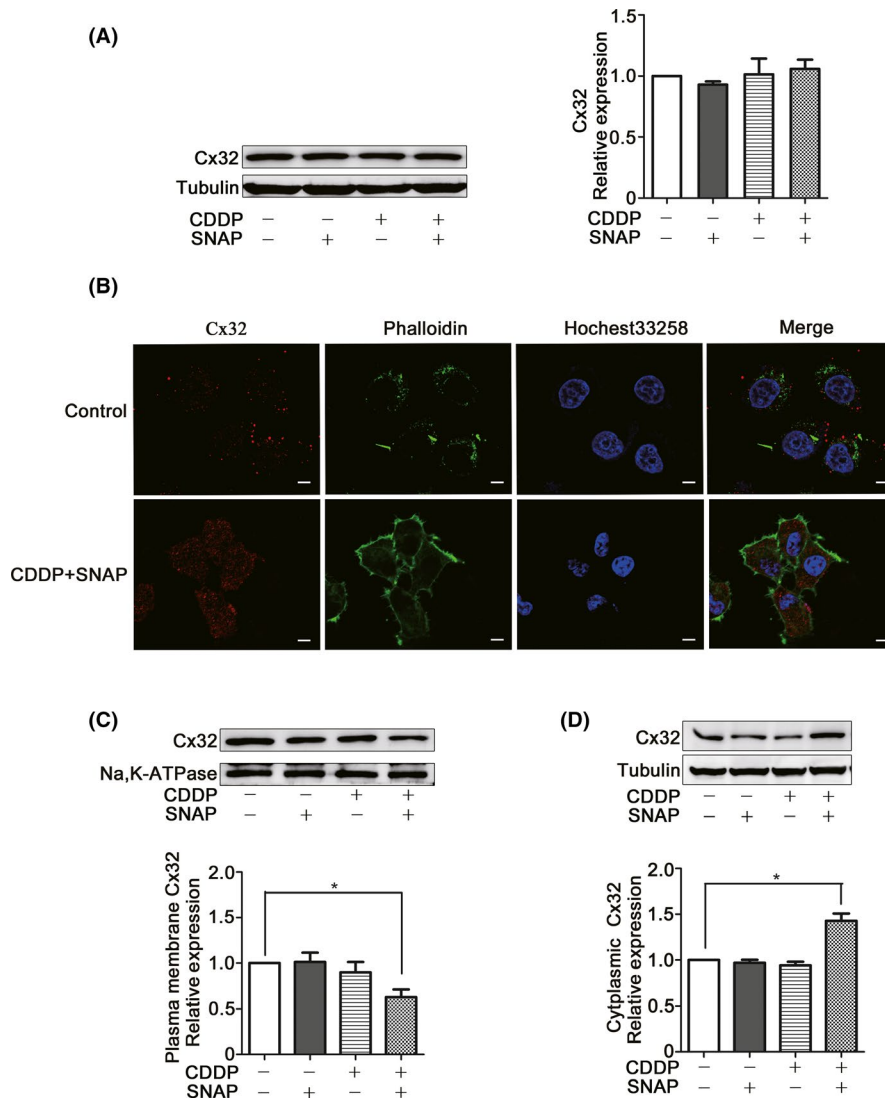 (A)
Cx32
Tubulin
CDDP − − + +
SNAP − + − +
Cx32
Relative expression
1.5
1.0
0.5
0
CDDP − − + +
SNAP − + − +
(B)
Cx32 Phalloidin Hochest33258 Merge
Control
CDDP+SNAP
(C)
Cx32
Na,K-ATPase
CDDP − − + +
SNAP − + − +
Plasma membrane Cx32
Relative expression
2.0
1.5
1.0
0.5
0
*
CDDP − − + +
SNAP − + − +
(D)
Cx32
Tubulin
CDDP − − + +
SNAP − + − +
Cytplasmic Cx32
Relative expression
2.0
1.5
1.0
0.5
0
*
CDDP − − + +
SNAP − + − +